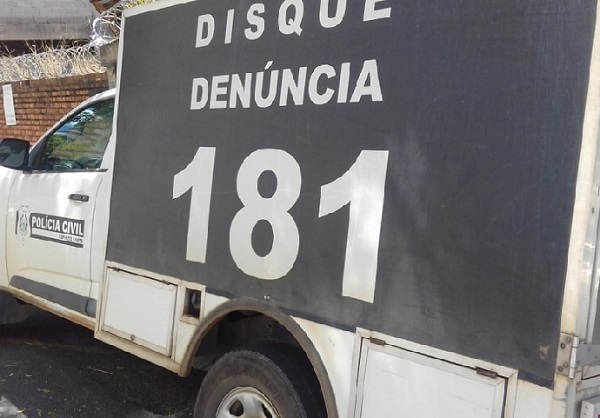 DISQUE
DENÚNCIA
181
POLÍCIA CIVIL